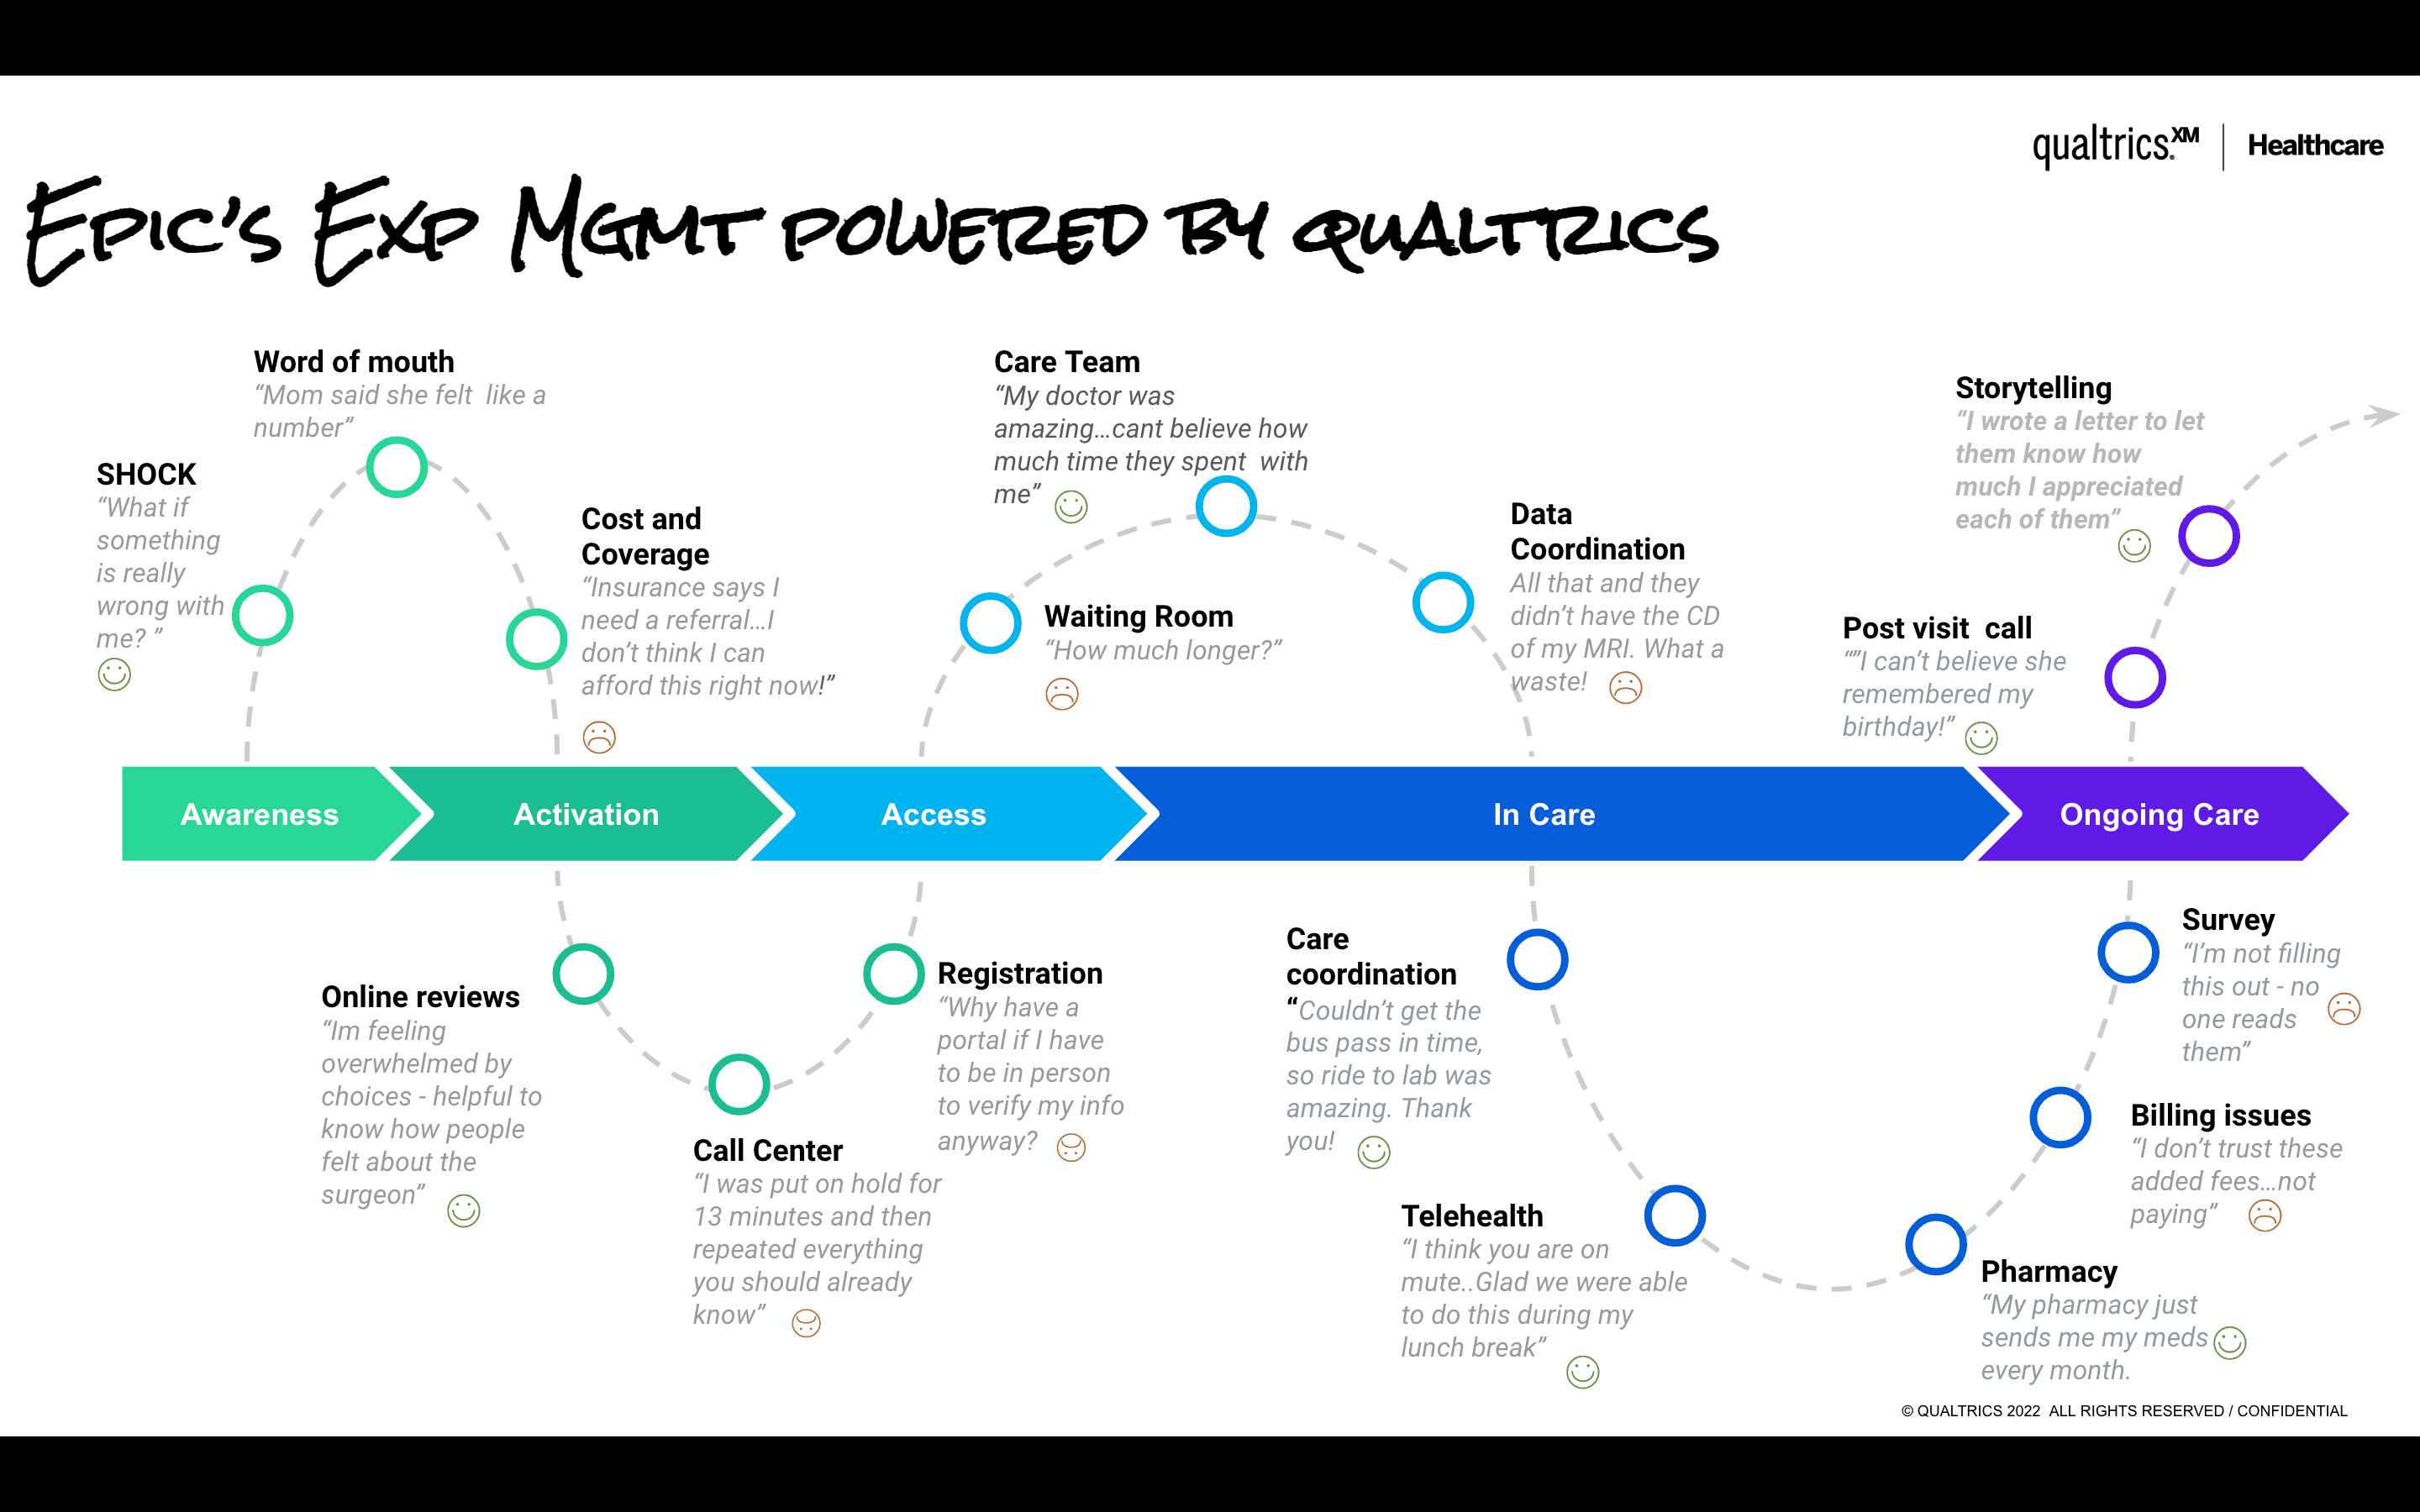 qualtrics.XM | Healthcare
Epic's Exp Mgmt powered by qualtrics
Word of mouth
“Mom said she felt like a
number”
SHOCK
“What if
something
is really
wrong with
me? ”
Cost and
Coverage
“Insurance says I
need a referral...I
don't think I can
afford this right now!”
Care Team
“My doctor was
amazing...cant believe how
much time they spent with
me”
Waiting Room
“How much longer?”
Data
Coordination
All that and they
didn't have the CD
of my MRI. What a
waste!
Storytelling
“I wrote a letter to let
them know how
much I appreciated
each of them”
Post visit call
“”I can't believe she
remembered my
birthday!”
Awareness
Activation
Access
In Care
Ongoing Care
Online reviews
“Im feeling
overwhelmed by
choices - helpful to
know how people
felt about the
surgeon”
Call Center
“I was put on hold for
13 minutes and then
repeated everything
you should already
know”
Registration
“Why have a
portal if I have
to be in person
to verify my info
anyway?
Care
coordination
“Couldn't get the
bus pass in time,
so ride to lab was
amazing. Thank
you!
Telehealth
“I think you are on
mute..Glad we were able
to do this during my
lunch break”
Survey
“I'm not filling
this out - no
one reads
them”
Billing issues
“I don't trust these
added fees...not
paying”
Pharmacy
“My pharmacy just
sends me my meds
every month.
© QUALTRICS 2022 ALL RIGHTS RESERVED / CONFIDENTIAL